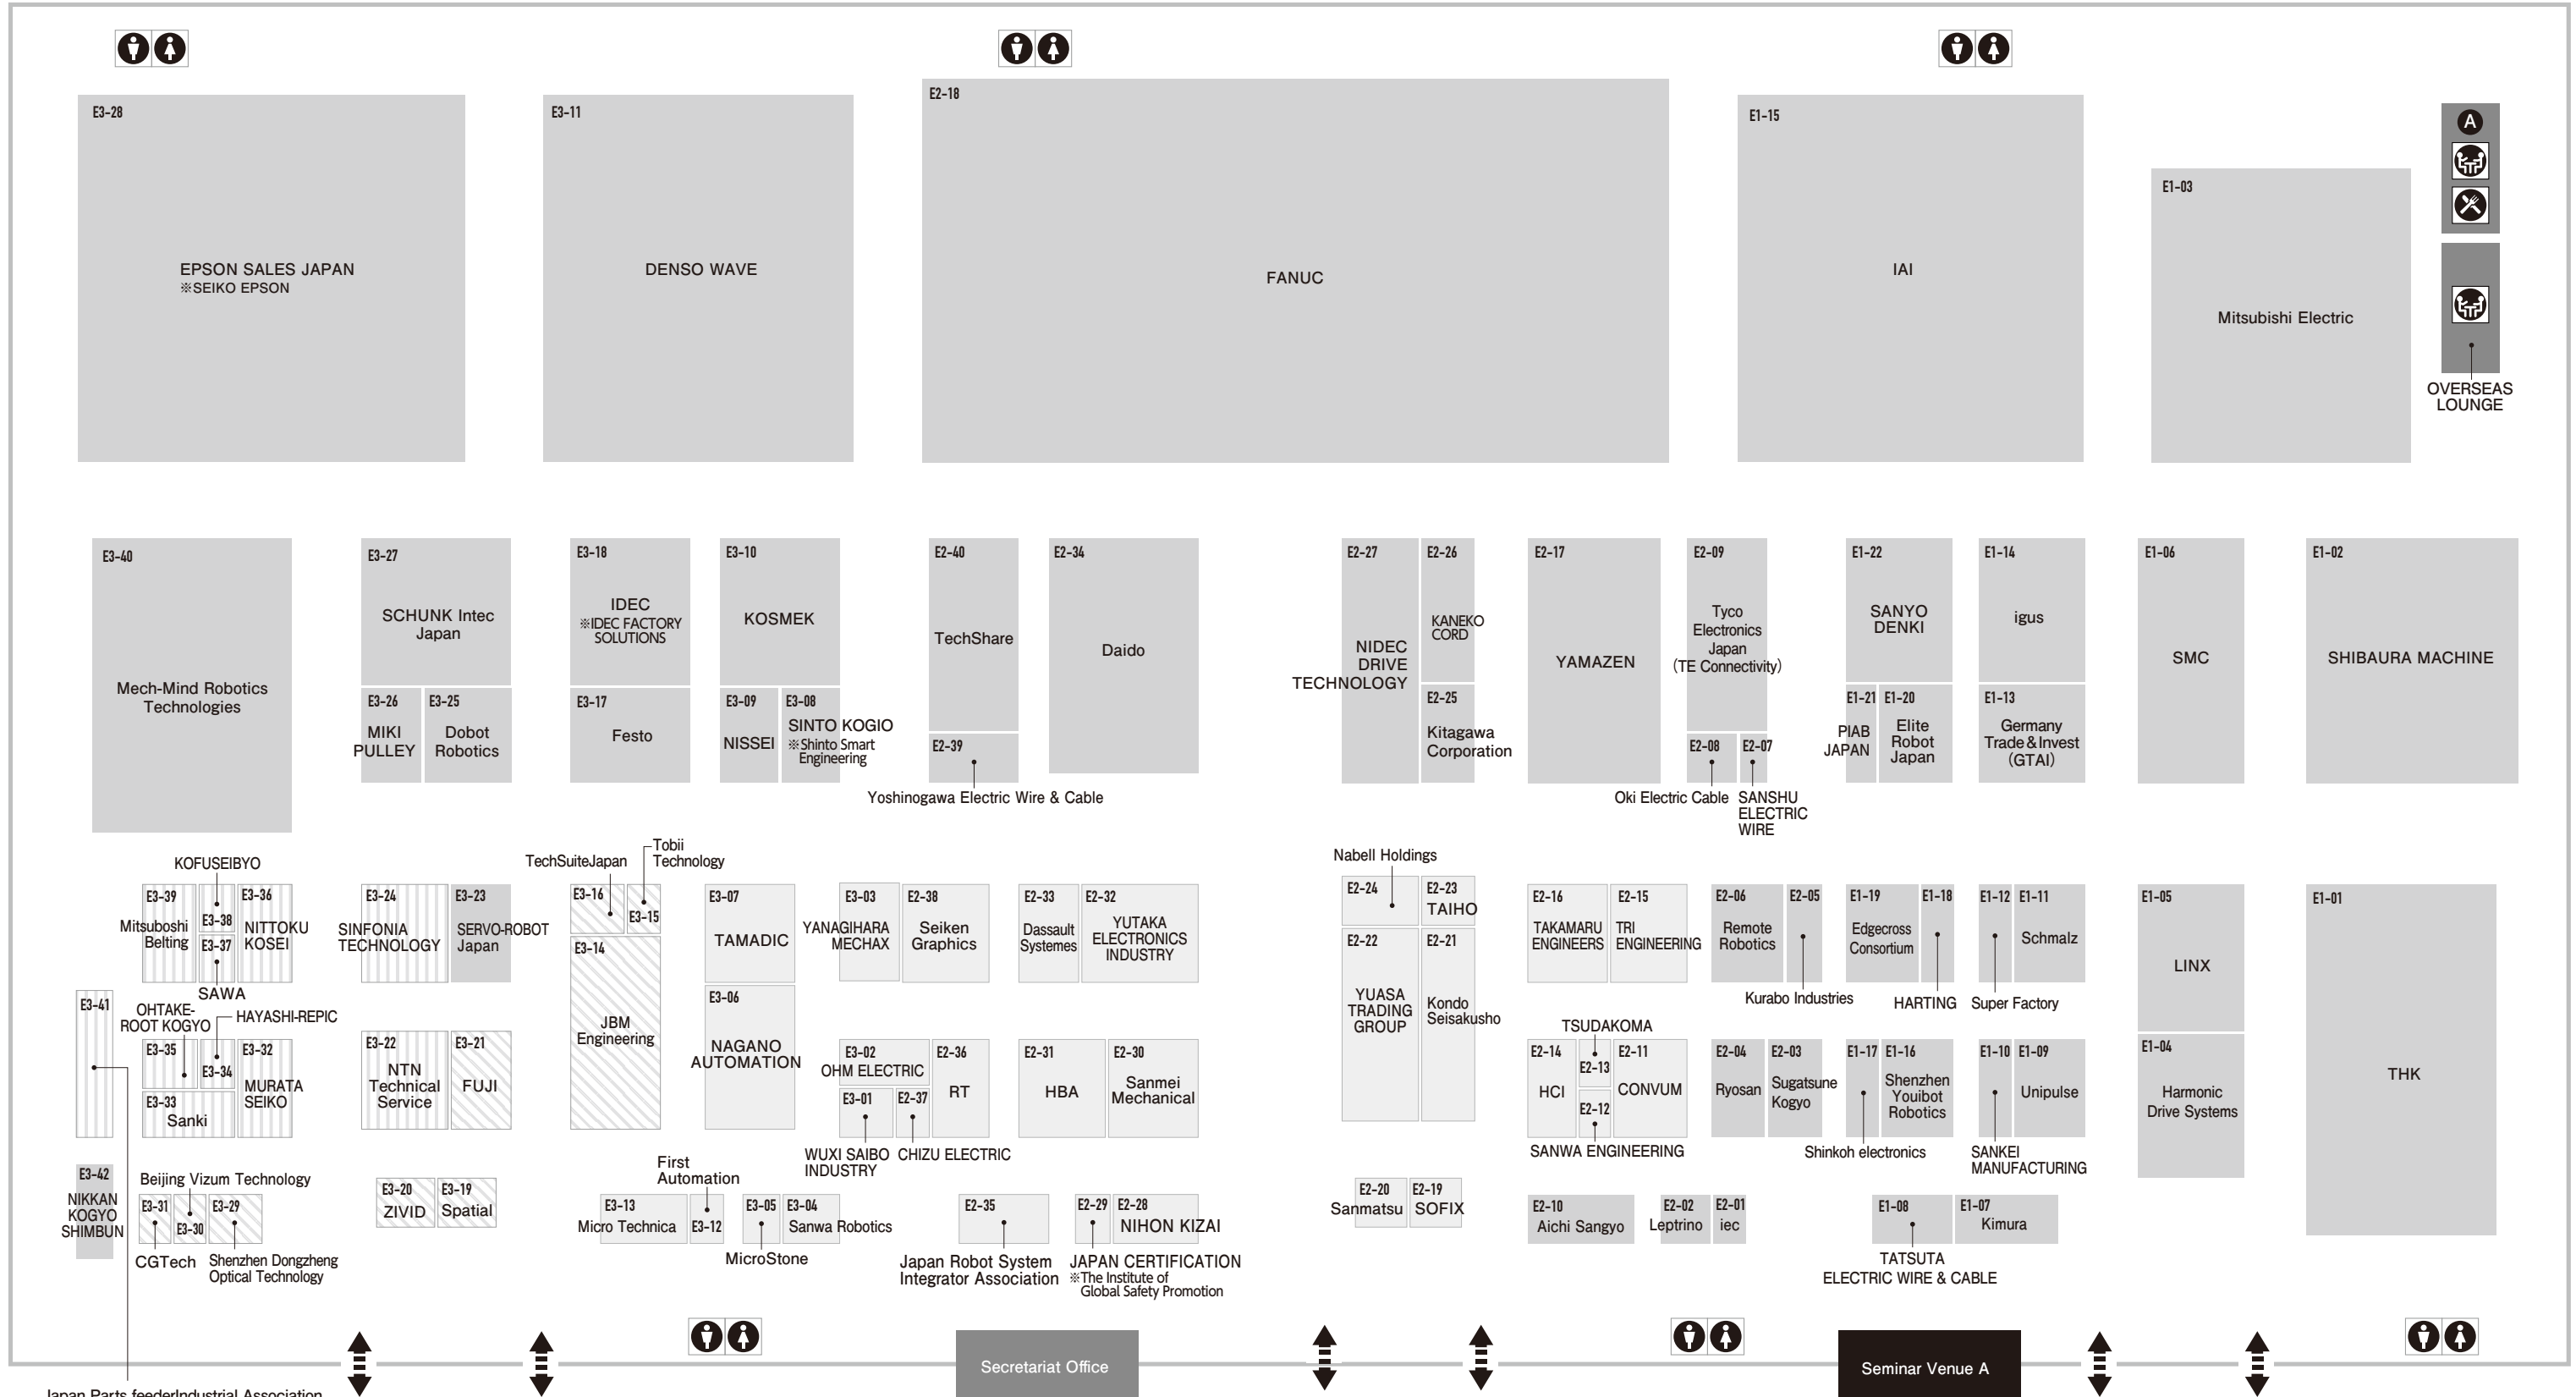 E3-28
EPSON SALES JAPAN
※SEIKO EPSON
E3-11
DENSO WAVE
E2-18
FANUC
E1-15
IAI
E1-03
Mitsubishi Electric
A
OVERSEAS
LOUNGE
E3-40
Mech-Mind Robotics
Technologies
E3-27
SCHUNK Intec
Japan
E3-26
MIKI
PULLEY
E3-25
Dobot
Robotics
E3-18
IDEC
※IDEC FACTORY
SOLUTIONS
E3-17
Festo
E3-10
KOSMEK
E3-09
NISSEI
E3-08
SINTO KOGIO
※Shinto Smart
Engineering
E2-40
TechShare
E2-39
Yoshinogawa Electric Wire & Cable
E2-34
Daido
E2-27
NIDEC
DRIVE
TECHNOLOGY
E2-26
KANEKO
CORD
E2-25
Kitagawa
Corporation
E2-17
YAMAZEN
E2-09
Tyco
Electronics
Japan
(TE Connectivity)
E2-08
Oki Electric Cable
E2-07
SANSHU
ELECTRIC
WIRE
E1-22
SANYO
DENKI
E1-21
PIAB
JAPAN
E1-20
Elite
Robot
Japan
E1-14
igus
E1-13
Germany
Trade&Invest
(GTAI)
E1-06
SMC
E1-02
SHIBAURA MACHINE
KOFUSEIBYO
E3-39
Mitsuboshi
Belting
E3-38
E3-37
SAWA
E3-36
NITTOKU
KOSEI
E3-24
SINFONIA
TECHNOLOGY
E3-23
SERVO-ROBOT
Japan
TechSuiteJapan
E3-16
Tobii
Technology
E3-15
E3-14
JBM
Engineering
E3-07
TAMADIC
E3-06
NAGANO
AUTOMATION
E3-03
YANAGIHARA
MECHAX
E2-38
Seiken
Graphics
E2-33
Dassault
Systemes
E2-32
YUTAKA
ELECTRONICS
INDUSTRY
Nabell Holdings
E2-24
E2-23
TAIHO
E2-22
YUASA
TRADING
GROUP
E2-21
Kondo
Seisakusho
E2-16
TAKAMARU
ENGINEERS
E2-15
TRI
ENGINEERING
E2-06
Remote
Robotics
E2-05
Kurabo Industries
E1-19
Edgecross
Consortium
E1-18
HARTING
E1-12
Super Factory
E1-11
Schmalz
E1-05
LINX
E1-01
THK
E3-41
OHTAKE-
ROOT KOGYO
HAYASHI-REPIC
E3-35
E3-34
E3-33
Sanki
E3-32
MURATA
SEIKO
E3-22
NTN
Technical
Service
E3-21
FUJI
E3-02
OHM ELECTRIC
E3-01
WUXI SAIBO
INDUSTRY
E2-37
CHIZU ELECTRIC
E2-36
RT
E2-31
HBA
E2-30
Sanmei
Mechanical
TSUDAKOMA
E2-14
HCI
E2-13
E2-12
SANWA ENGINEERING
E2-11
CONVUM
E2-04
Ryosan
E2-03
Sugatsune
Kogyo
E1-17
Shinkoh electronics
E1-16
Shenzhen
Youibot
Robotics
E1-10
SANKEI
MANUFACTURING
E1-09
Unipulse
E1-04
Harmonic
Drive Systems
E3-42
NIKKAN
KOGYO
SHIMBUN
Beijing Vizum Technology
E3-31
CGTech
E3-30
E3-29
Shenzhen Dongzheng
Optical Technology
E3-20
ZIVID
E3-19
Spatial
First
Automation
E3-13
Micro Technica
E3-12
E3-05
MicroStone
E3-04
Sanwa Robotics
E2-35
Japan Robot System
Integrator Association
E2-29
JAPAN CERTIFICATION
※The Institute of
Global Safety Promotion
E2-28
NIHON KIZAI
E2-20
Sanmatsu
E2-19
SOFIX
E2-10
Aichi Sangyo
E2-02
Leptrino
E2-01
iec
E1-08
TATSUTA
ELECTRIC WIRE & CABLE
E1-07
Kimura
Secretariat Office
Seminar Venue A
Japan Parts feederIndustrial Association